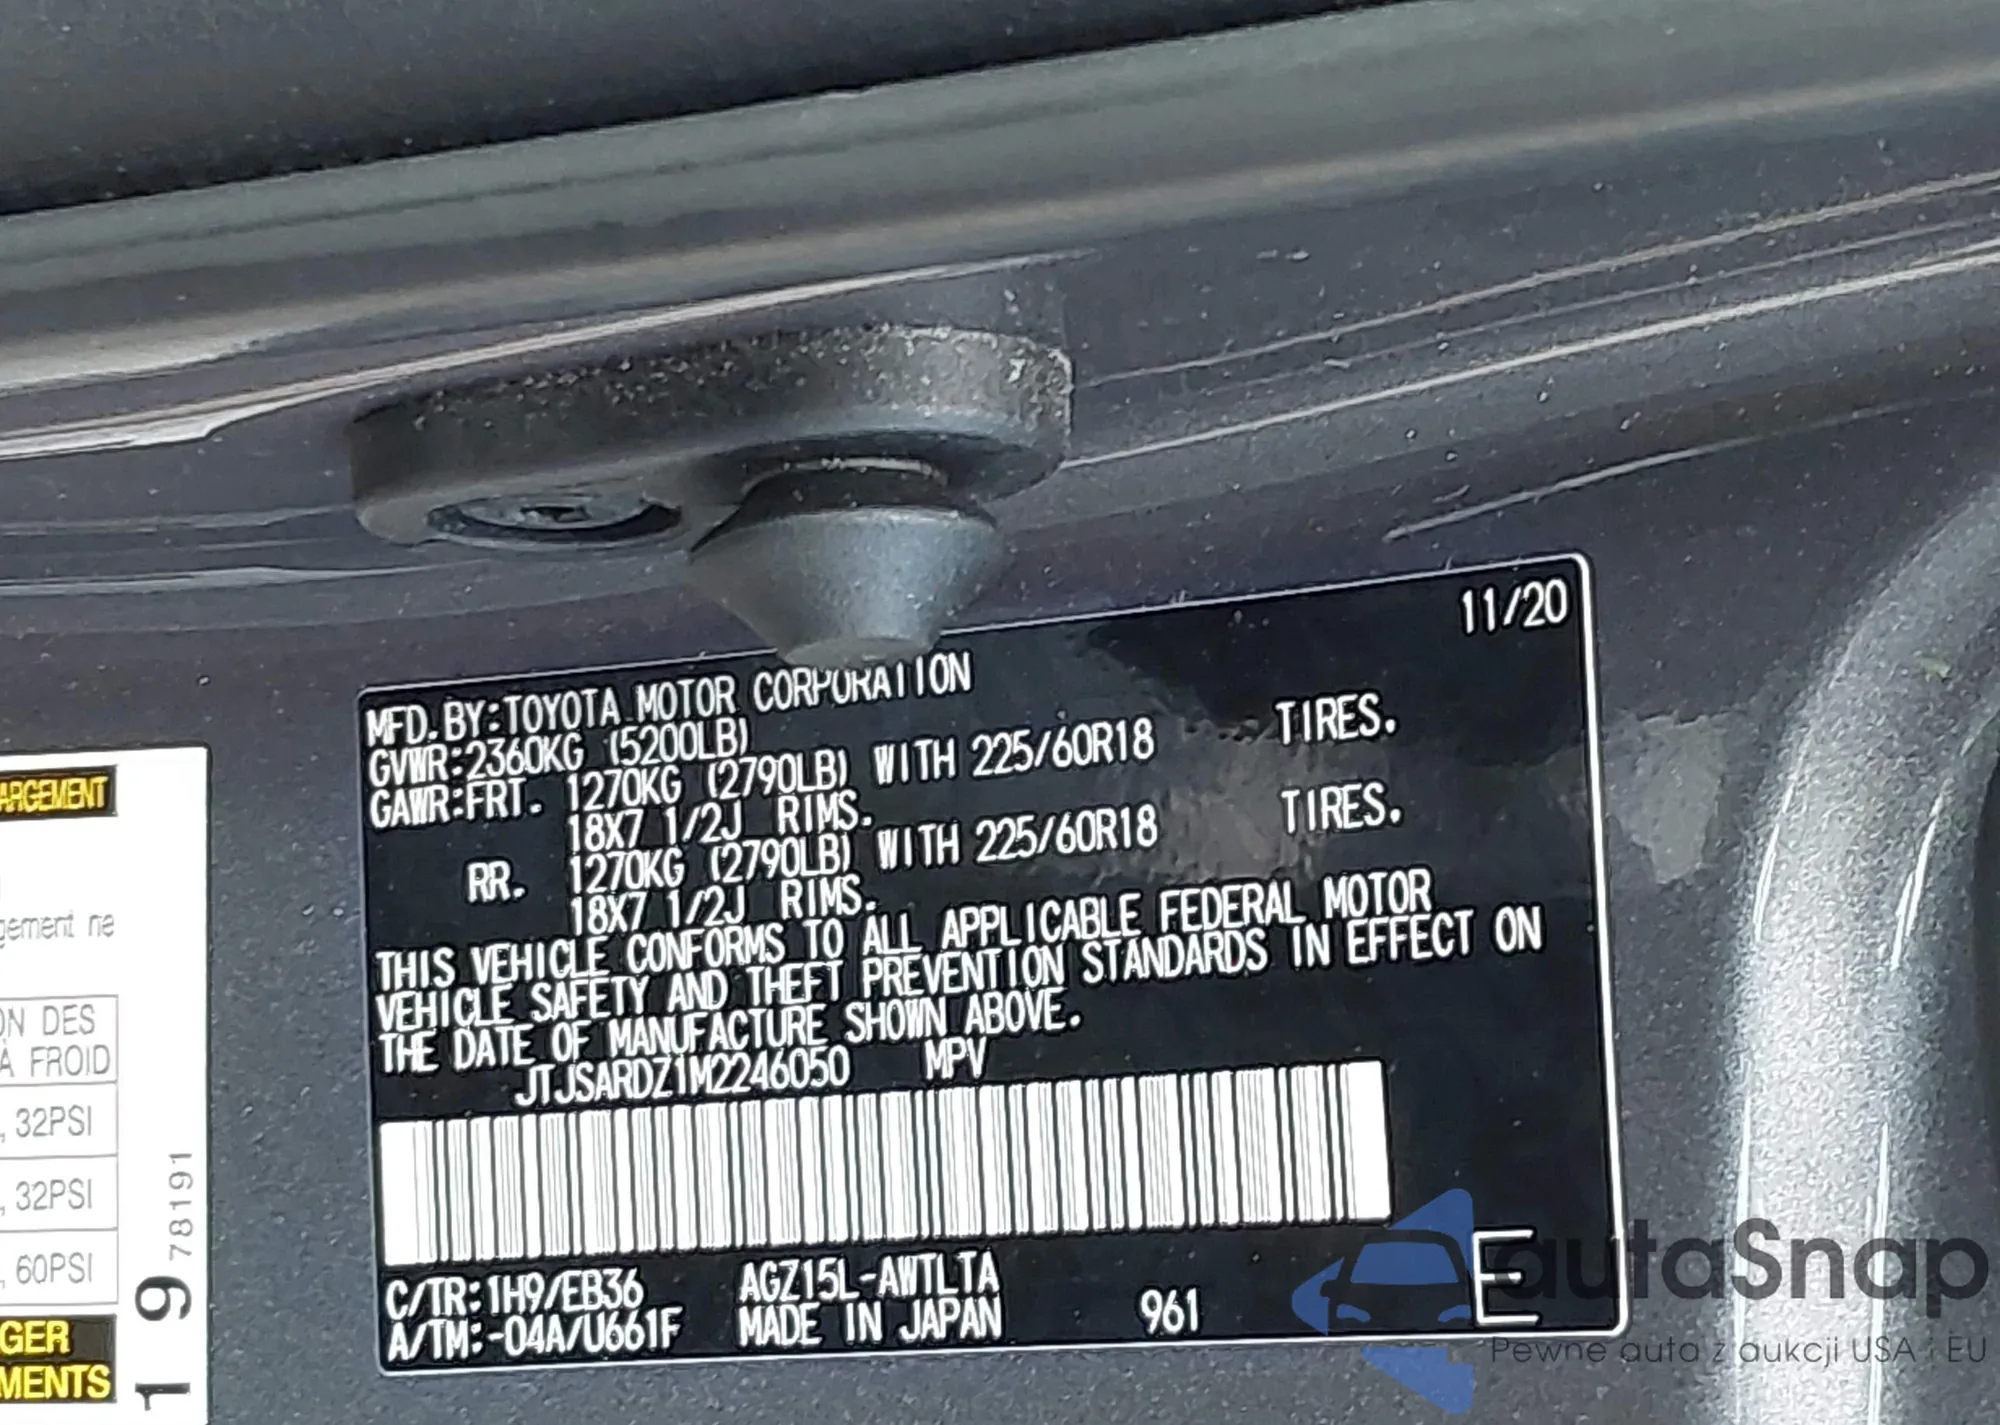 11/20
MFD. BY:TOYOTA MOTOR CORPORATION
GVWR:2360KG (5200LB)
GAWR:FRT. 1270KG (2790LB) WITH 225/60R18 TIRES.
18X7 1/2J RIMS.
RR. 1270KG (2790LB) WITH 225/60R18 TIRES.
18X7 1/2J RIMS.
THIS VEHICLE CONFORMS TO ALL APPLICABLE FEDERAL MOTOR
VEHICLE SAFETY AND THEFT PREVENTION STANDARDS IN EFFECT ON
THE DATE OF MANUFACTURE SHOWN ABOVE.
JTJSARDZ1M2246050 MPV
C/TR:1H9/EB36 AGZ15L-AWTLTA
A/TM:-04A/U661F MADE IN JAPAN 961 E
ARGEMENT
gement ne
ON DES
A FROID
, 32PSI
, 32PSI
, 60PSI
GER
MENTS
19 78191
autaSnap
Pewne auta z aukcji USA i EU